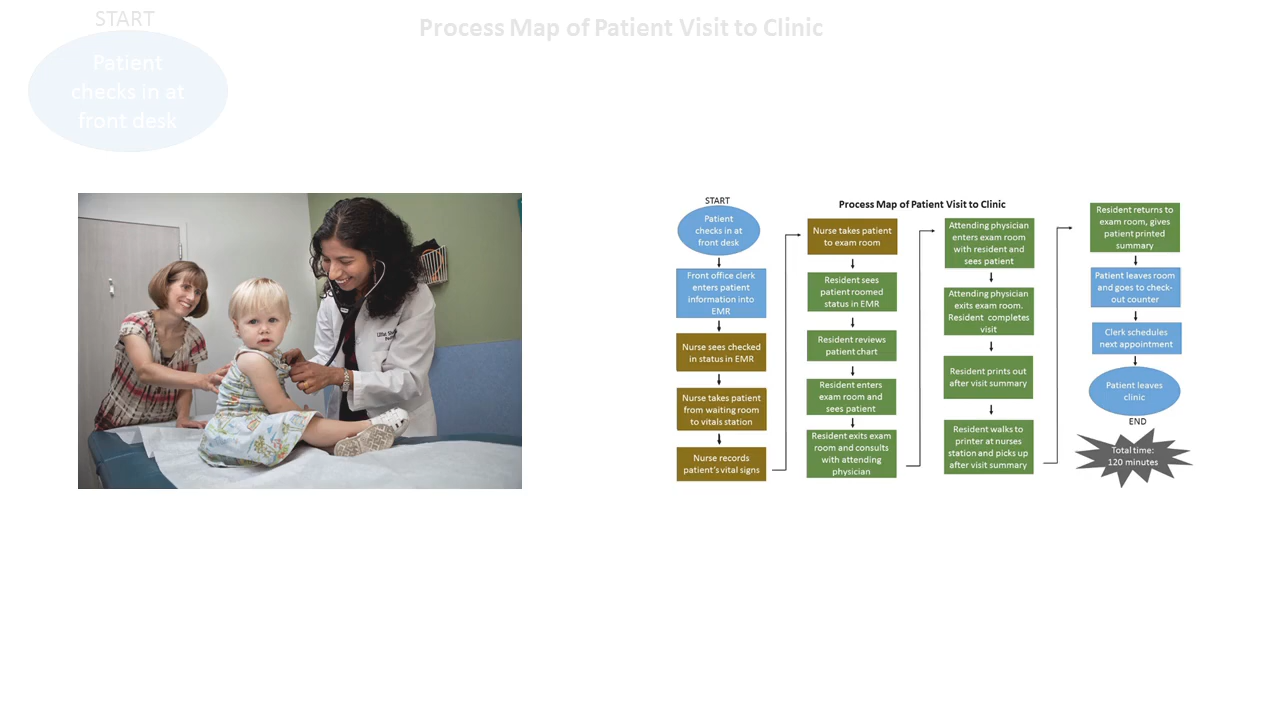 START
Process Map of Patient Visit to Clinic
Patient
checks in at
front desk
START
Process Map of Patient Visit to Clinic
Patient
checks in at
front desk
Front office clerk
enters patient
information into
EMR
Nurse sees checked
in status in EMR
Nurse takes patient
from waiting room
to vitals station
Nurse records
patient's vital signs
Nurse takes patient
to exam room
Resident sees
patient roomed
status in EMR
Resident reviews
patient chart
Resident enters
exam room and
sees patient
Resident exits exam
room and consults
with attending
physician
Attending physician
enters exam room
with resident and
sees patient
Attending physician
exits exam room.
Resident completes
visit
Resident prints out
after visit summary
Resident walks to
printer at nurses
station and picks up
after visit summary
Resident returns to
exam room, gives
patient printed
summary
Patient leaves room
and goes to check-
out counter
Clerk schedules
next appointment
Patient leaves
clinic
END
Total time:
120 minutes